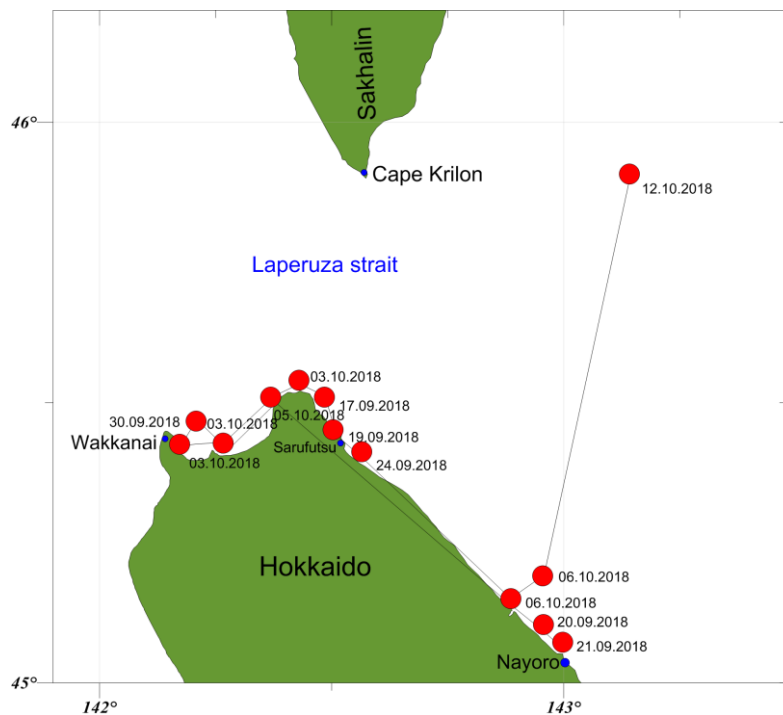 Sakhalin
46°
Cape Krilon
12.10.2018
Laperuza strait
03.10.2018
17.09.2018
30.09.2018
03.10.2018
05.10.2018
Wakkanai
19.09.2018
Sarufutsu
03.10.2018
24.09.2018
Hokkaido
06.10.2018
06.10.2018
20.09.2018
21.09.2018
Nayoro
45°
142°
143°